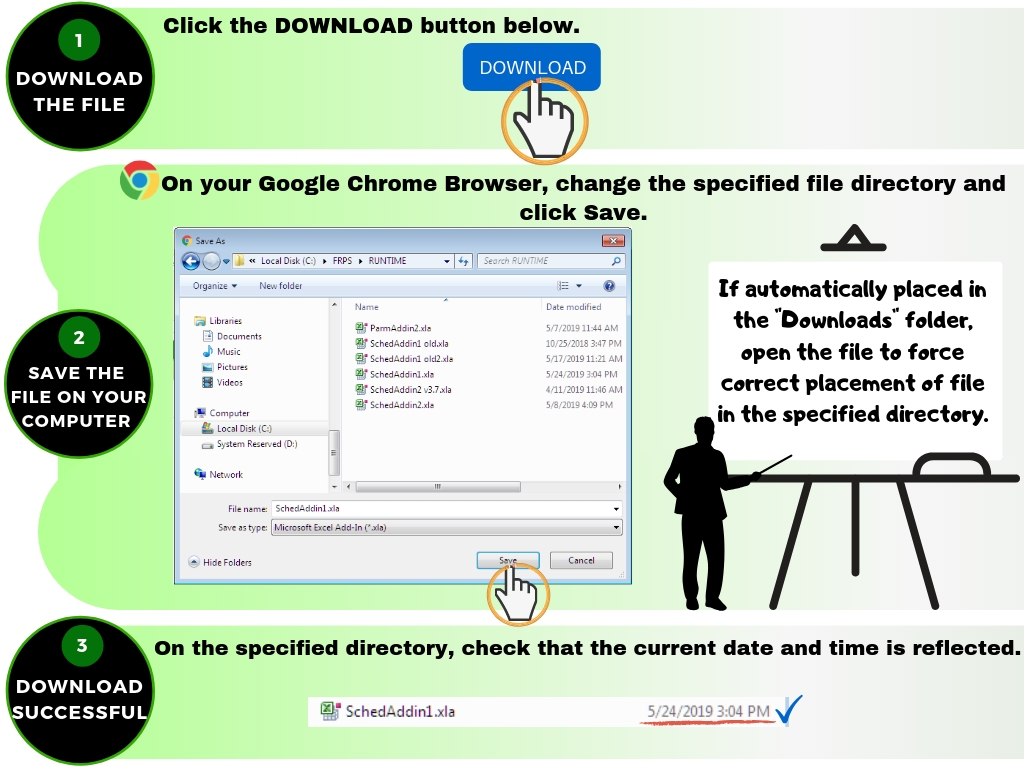 1
DOWNLOAD
THE FILE
Click the DOWNLOAD button below.
DOWNLOAD
2
SAVE THE
FILE ON YOUR
COMPUTER
On your Google Chrome Browser, change the specified file directory and
click Save.
Save As
« Local Disk (C:) ▸ FRPS ▸ RUNTIME
Search RUNTIME
Organize
New folder
Libraries
Documents
Music
Pictures
Videos
Computer
Local Disk (C:)
System Reserved (D:)
Network
Name Date modified
ParmAddin2.xla 5/7/2019 11:44 AM
SchedAddin1 old.xla 10/25/2018 3:47 PM
SchedAddin1 old2.xla 5/17/2019 11:21 AM
SchedAddin1.xla 5/24/2019 3:04 PM
SchedAddin2 v3.7.xla 4/11/2019 11:46 AM
SchedAddin2.xla 5/8/2019 4:09 PM
File name: SchedAddin1.xla
Save as type: Microsoft Excel Add-In (*.xla)
Hide Folders
Save
Cancel
If automatically placed in
the "Downloads" folder,
open the file to force
correct placement of file
in the specified directory.
3
DOWNLOAD
SUCCESSFUL
On the specified directory, check that the current date and time is reflected.
SchedAddin1.xla 5/24/2019 3:04 PM